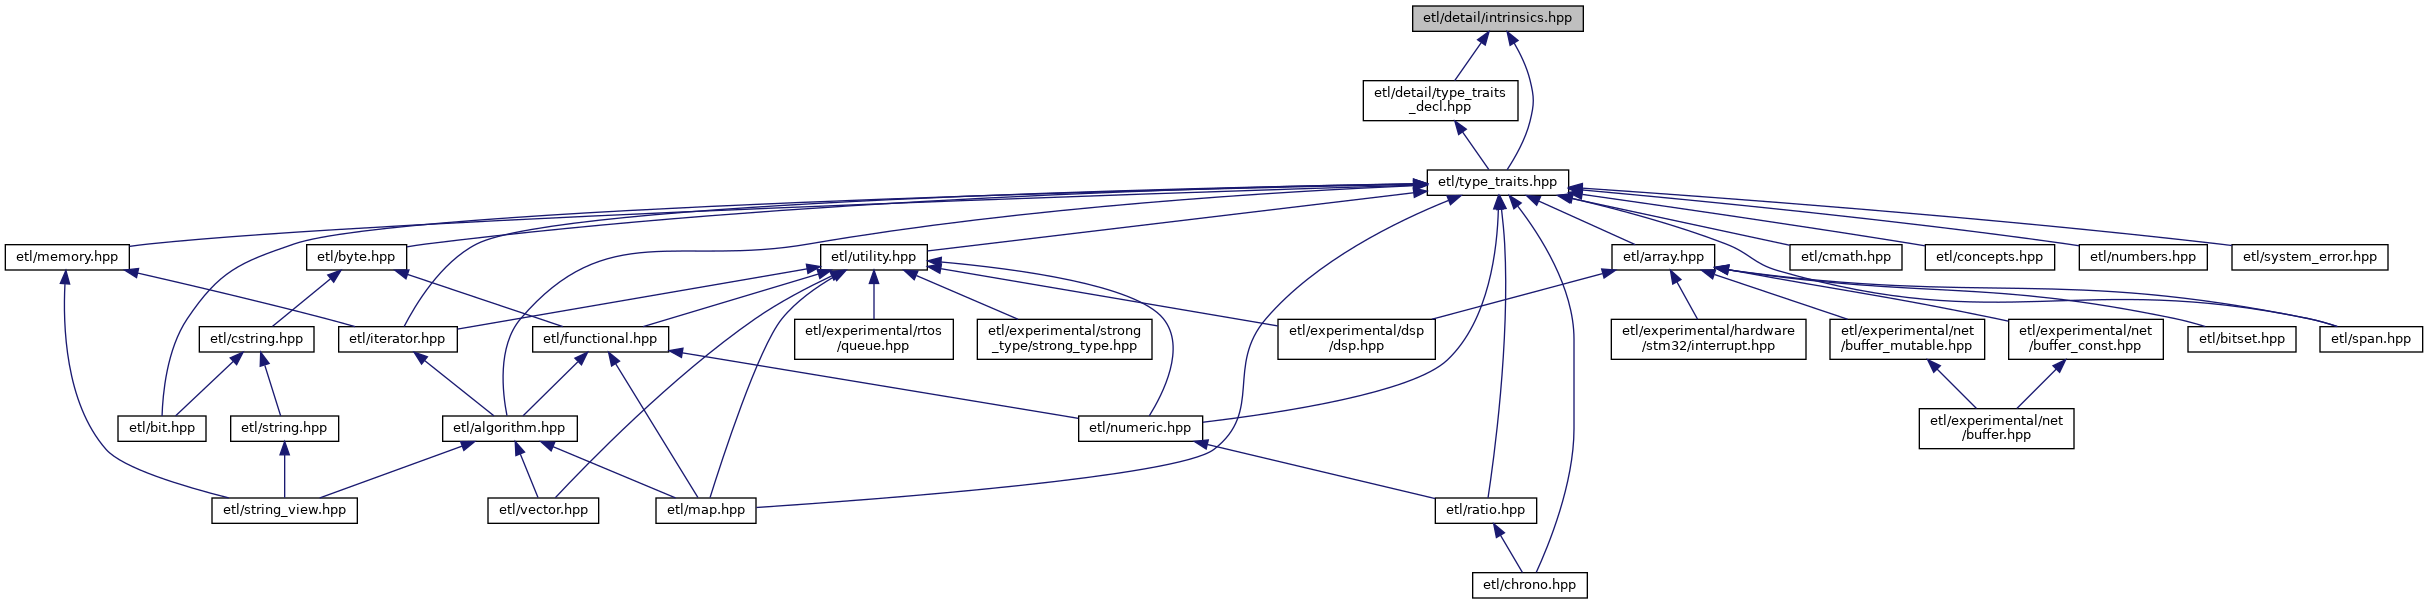 etl/detail/intrinsics.hpp
etl/detail/type_traits
_decl.hpp
etl/type_traits.hpp
etl/memory.hpp
etl/byte.hpp
etl/utility.hpp
etl/array.hpp
etl/cmath.hpp
etl/concepts.hpp
etl/numbers.hpp
etl/system_error.hpp
etl/cstring.hpp
etl/iterator.hpp
etl/functional.hpp
etl/experimental/rtos
/queue.hpp
etl/experimental/strong
_type/strong_type.hpp
etl/experimental/dsp
/dsp.hpp
etl/experimental/hardware
/stm32/interrupt.hpp
etl/experimental/net
/buffer_mutable.hpp
etl/experimental/net
/buffer_const.hpp
etl/bitset.hpp
etl/span.hpp
etl/bit.hpp
etl/string.hpp
etl/algorithm.hpp
etl/numeric.hpp
etl/experimental/net
/buffer.hpp
etl/string_view.hpp
etl/vector.hpp
etl/map.hpp
etl/ratio.hpp
etl/chrono.hpp